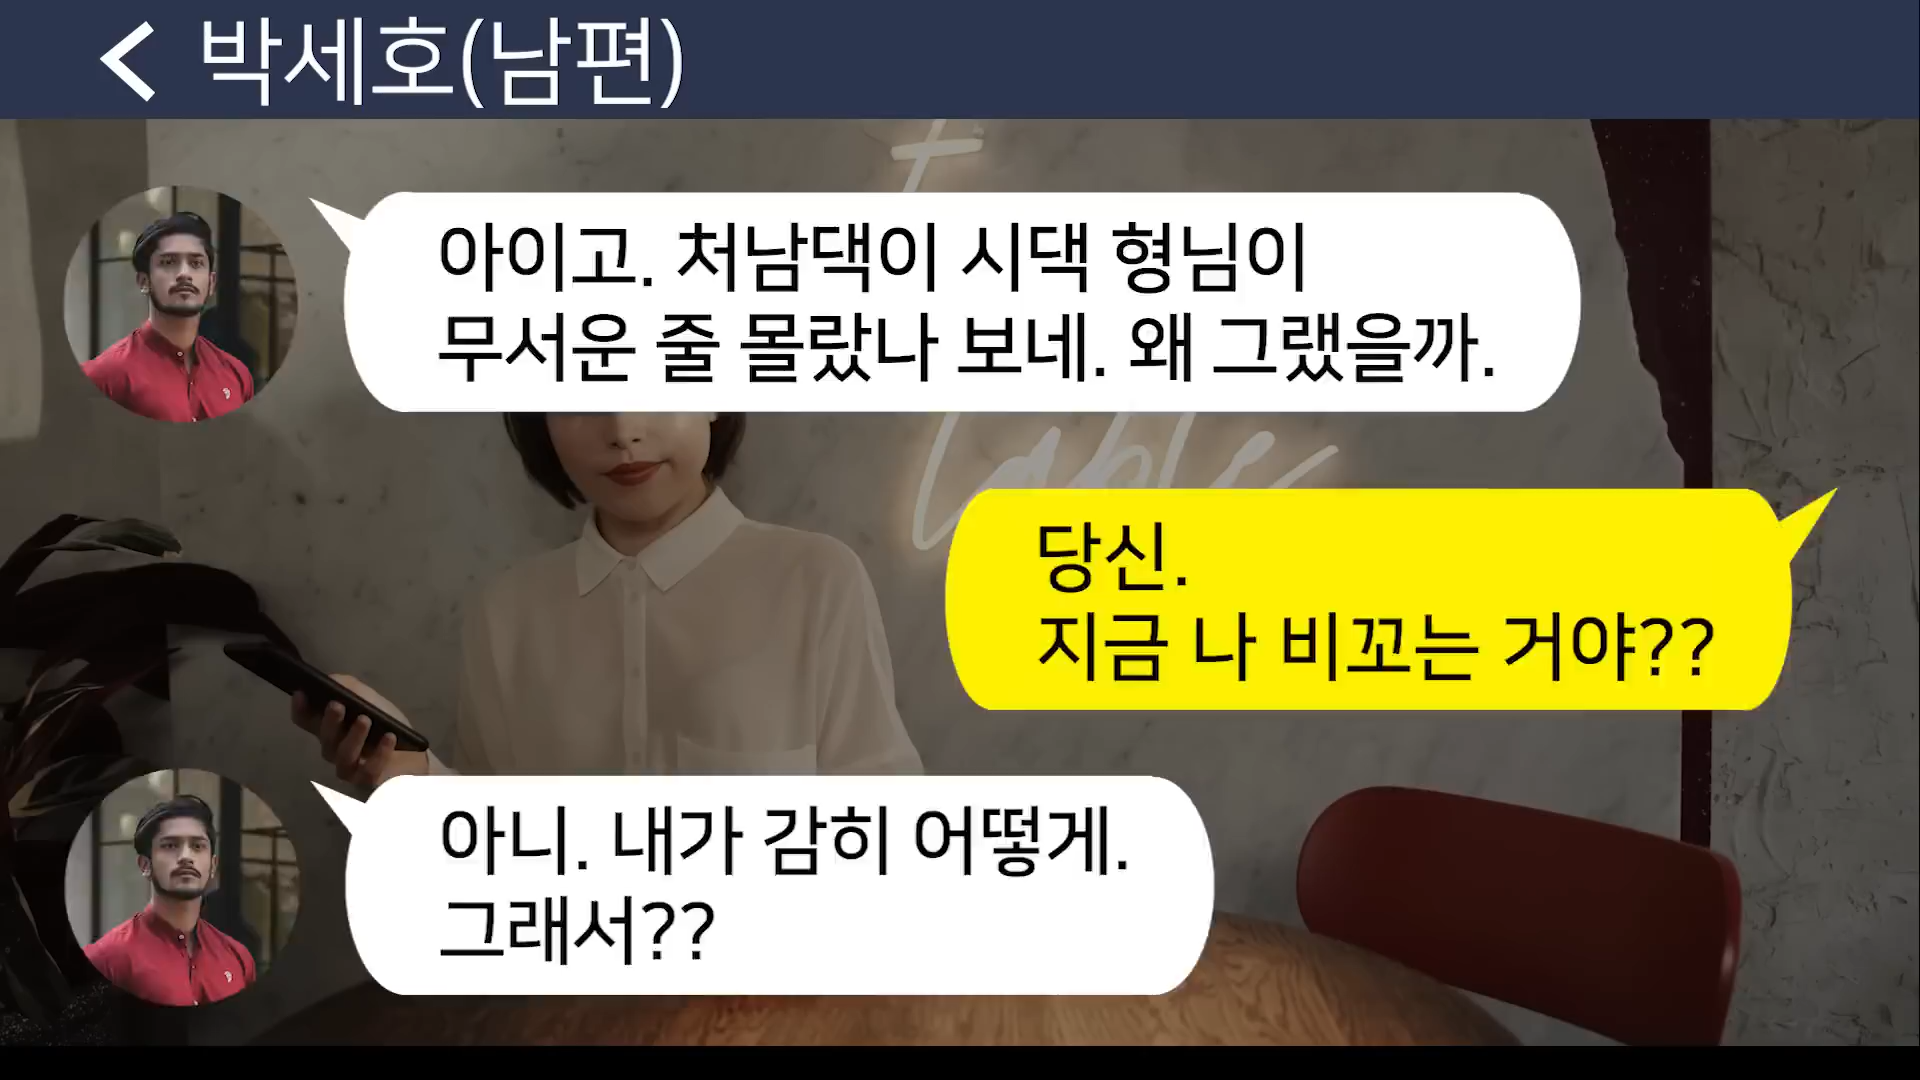 박세호(남편)
아이고. 처남댁이 시댁 형님이
무서운 줄 몰랐나 보네. 왜 그랬을까.
table
당신.
지금 나 비꼬는 거야??
아니. 내가 감히 어떻게.
그래서??